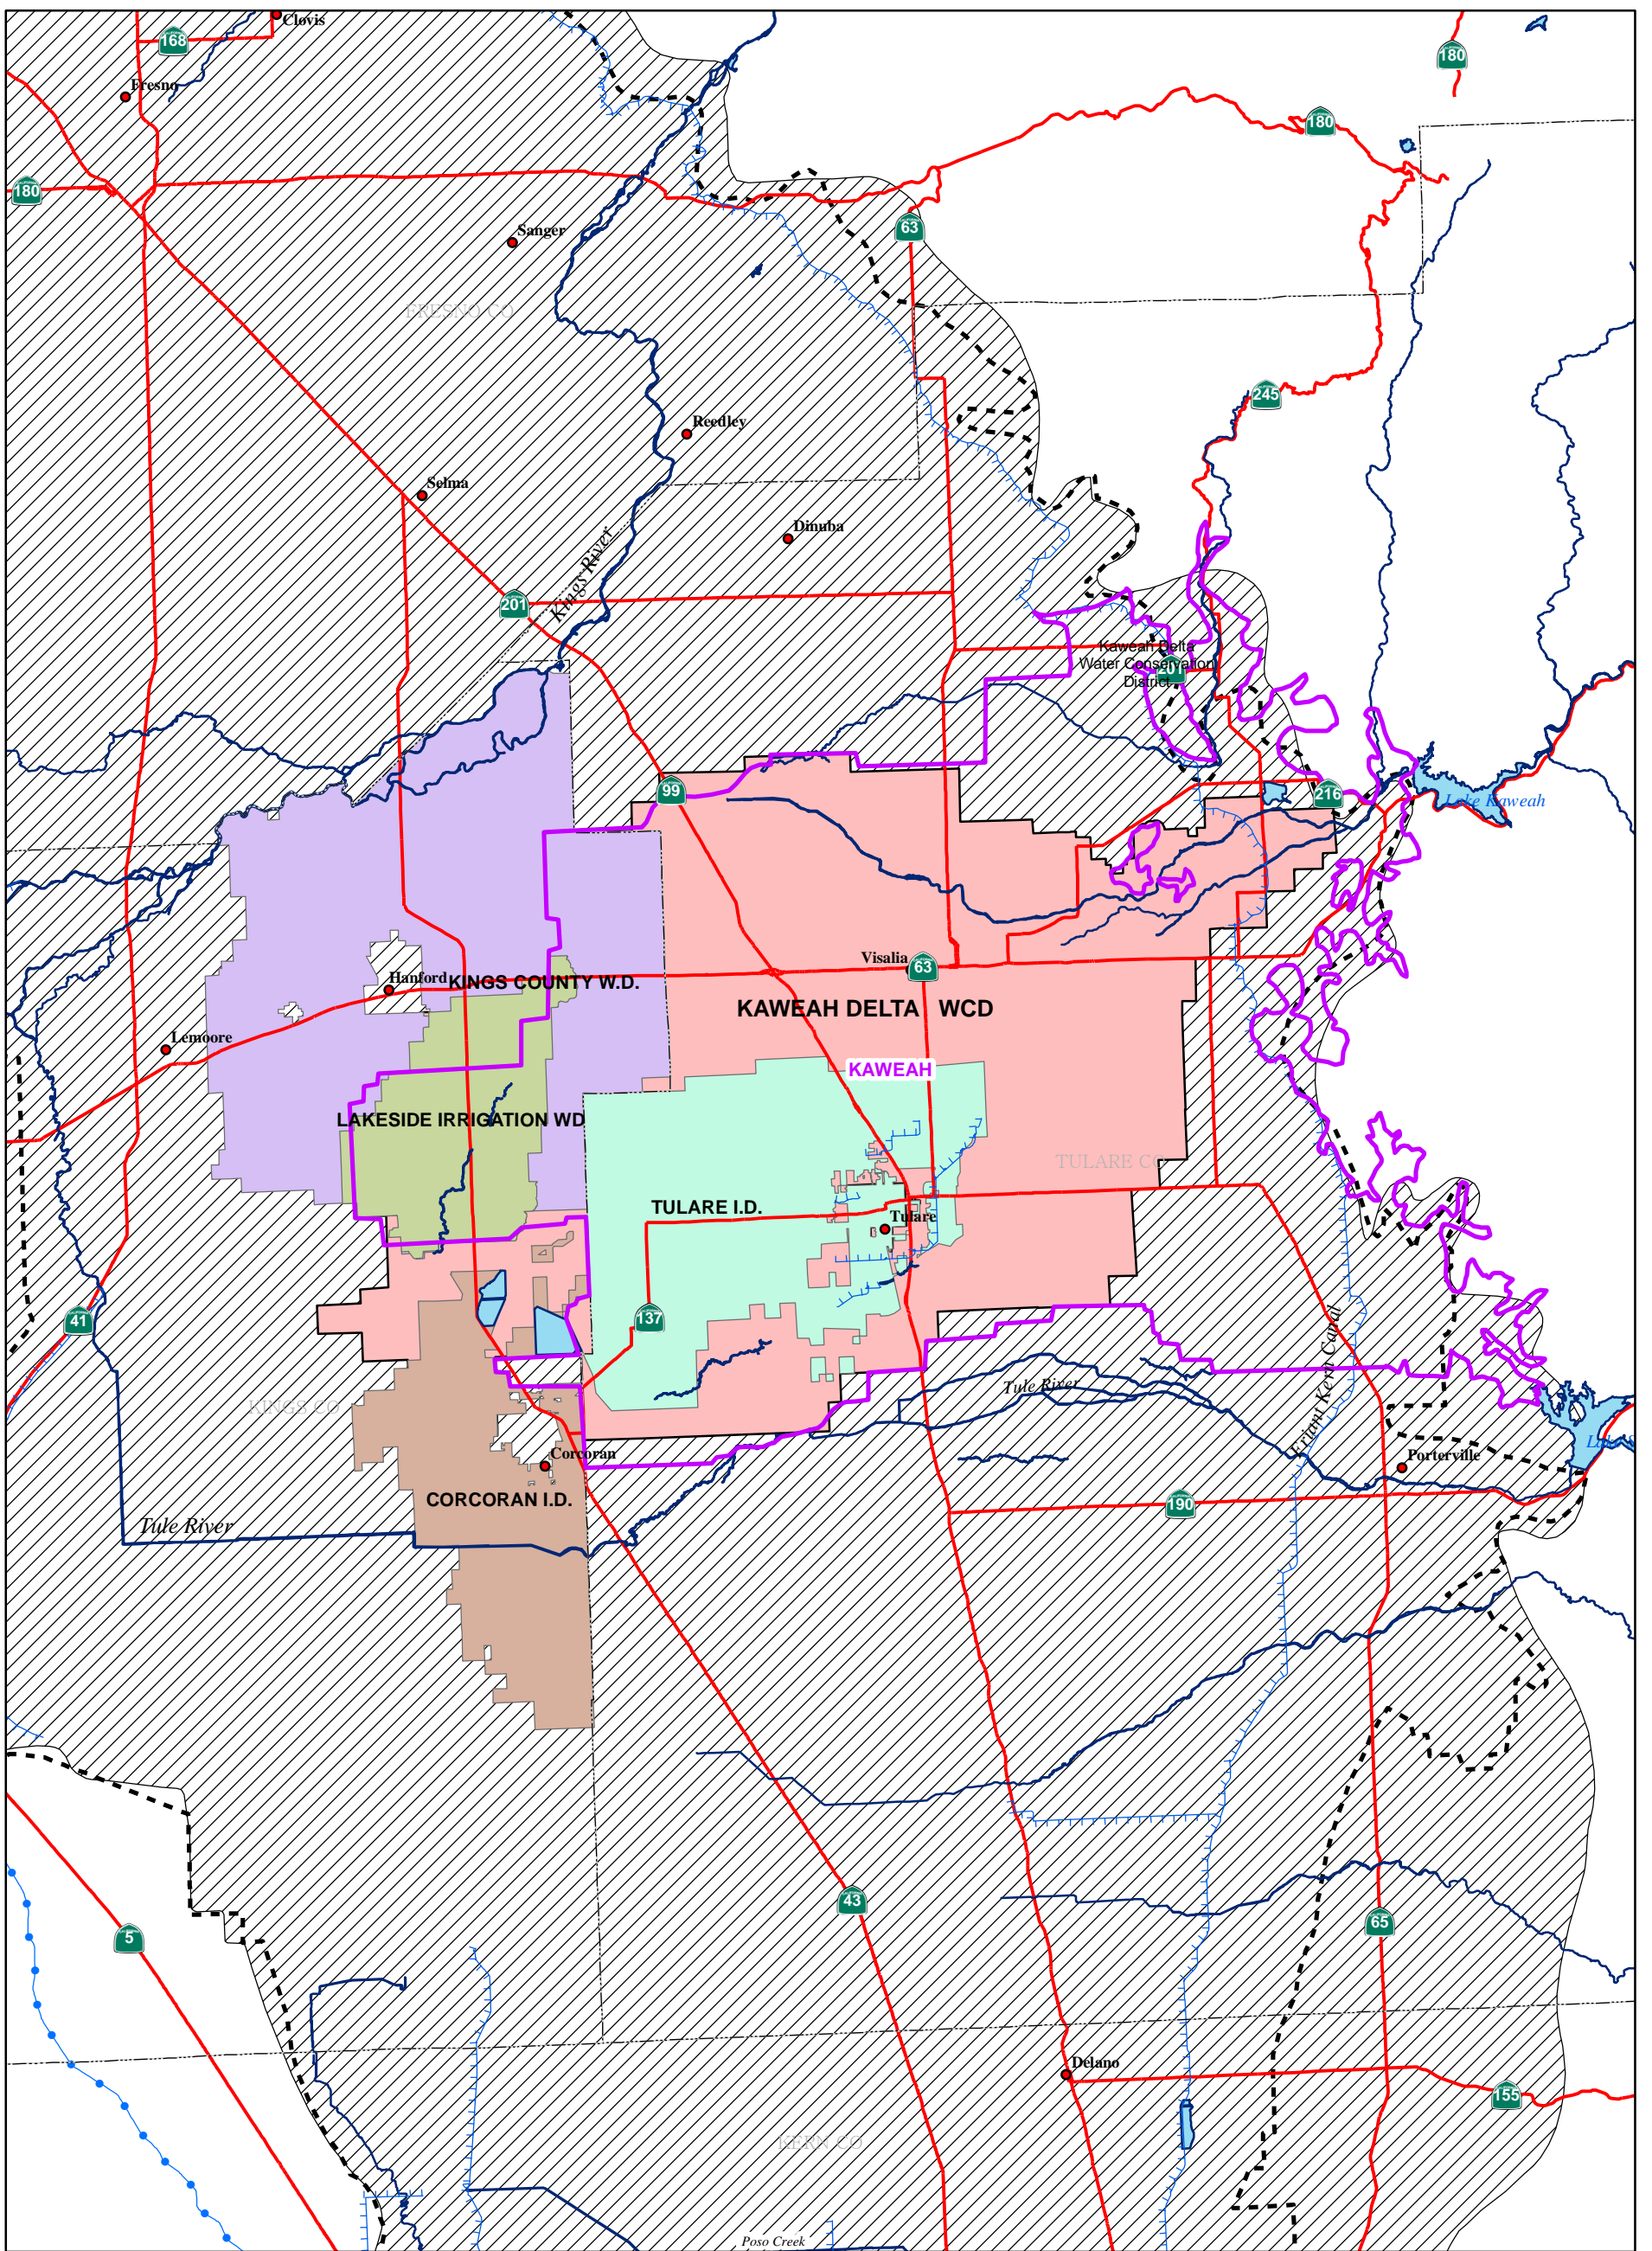 Clovis
168
180
Fresno
180
180
63
Sanger
FRESNO CO
245
Reedley
Selma
Dinuba
Kings River
201
Kaweah Delta
Water Conservation
District
201
99
216
Lake Kaweah
Visalia
63
Hanford
KINGS COUNTY W.D.
KAWEAH DELTA WCD
Lemoore
KAWEAH
LAKESIDE IRRIGATION WD
TULARE CO
TULARE I.D.
Tulare
41
137
Friant Kern Canal
Tule River
KINGS CO
Corcoran
Porterville
CORCORAN I.D.
190
Tule River
43
65
5
Delano
155
KERN CO
Poso Creek